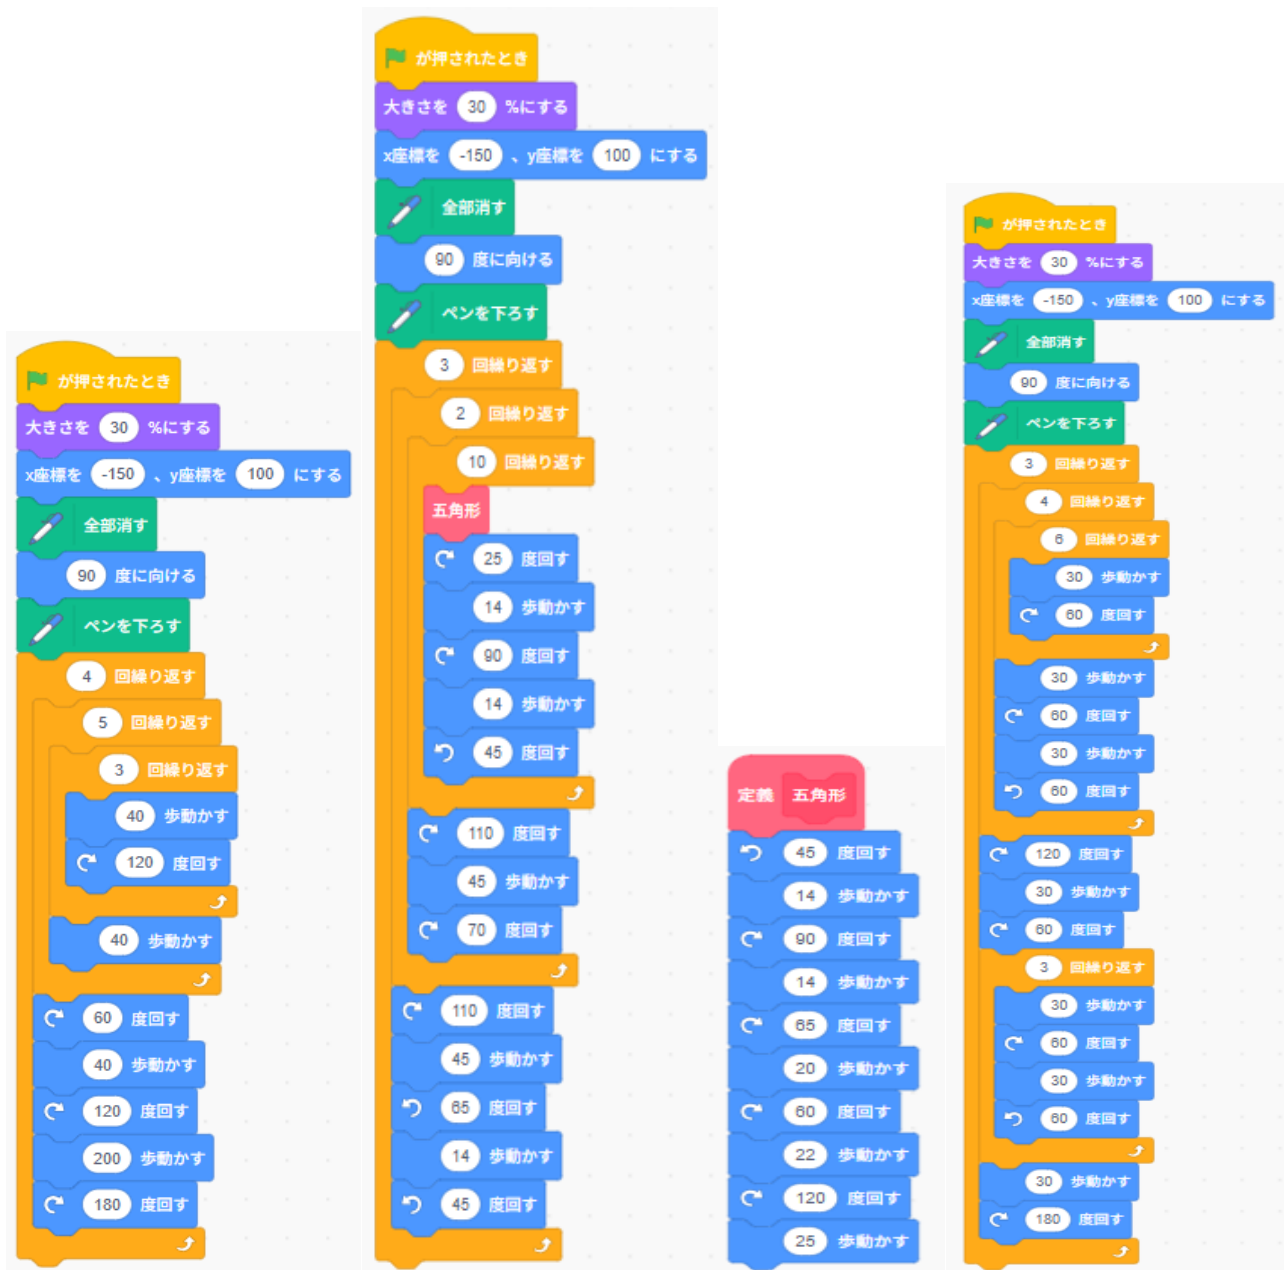 が押されたとき
大きさを 30 %にする
x座標を -150 、y座標を 100 にする
全部消す
90 度に向ける
ペンを下ろす
4 回繰り返す
5 回繰り返す
3 回繰り返す
40 歩動かす
120 度回す
40 歩動かす
60 度回す
40 歩動かす
120 度回す
200 歩動かす
180 度回す
が押されたとき
大きさを 30 %にする
x座標を -150 、y座標を 100 にする
全部消す
90 度に向ける
ペンを下ろす
3 回繰り返す
2 回繰り返す
10 回繰り返す
五角形
25 度回す
14 歩動かす
90 度回す
14 歩動かす
45 度回す
110 度回す
45 歩動かす
70 度回す
110 度回す
45 歩動かす
65 度回す
14 歩動かす
45 度回す
定義 五角形
45 度回す
14 歩動かす
90 度回す
14 歩動かす
65 度回す
20 歩動かす
60 度回す
22 歩動かす
120 度回す
25 歩動かす
が押されたとき
大きさを 30 %にする
x座標を -150 、y座標を 100 にする
全部消す
90 度に向ける
ペンを下ろす
3 回繰り返す
4 回繰り返す
6 回繰り返す
30 歩動かす
60 度回す
30 歩動かす
60 度回す
30 歩動かす
60 度回す
120 度回す
30 歩動かす
60 度回す
3 回繰り返す
30 歩動かす
60 度回す
30 歩動かす
60 度回す
30 歩動かす
180 度回す